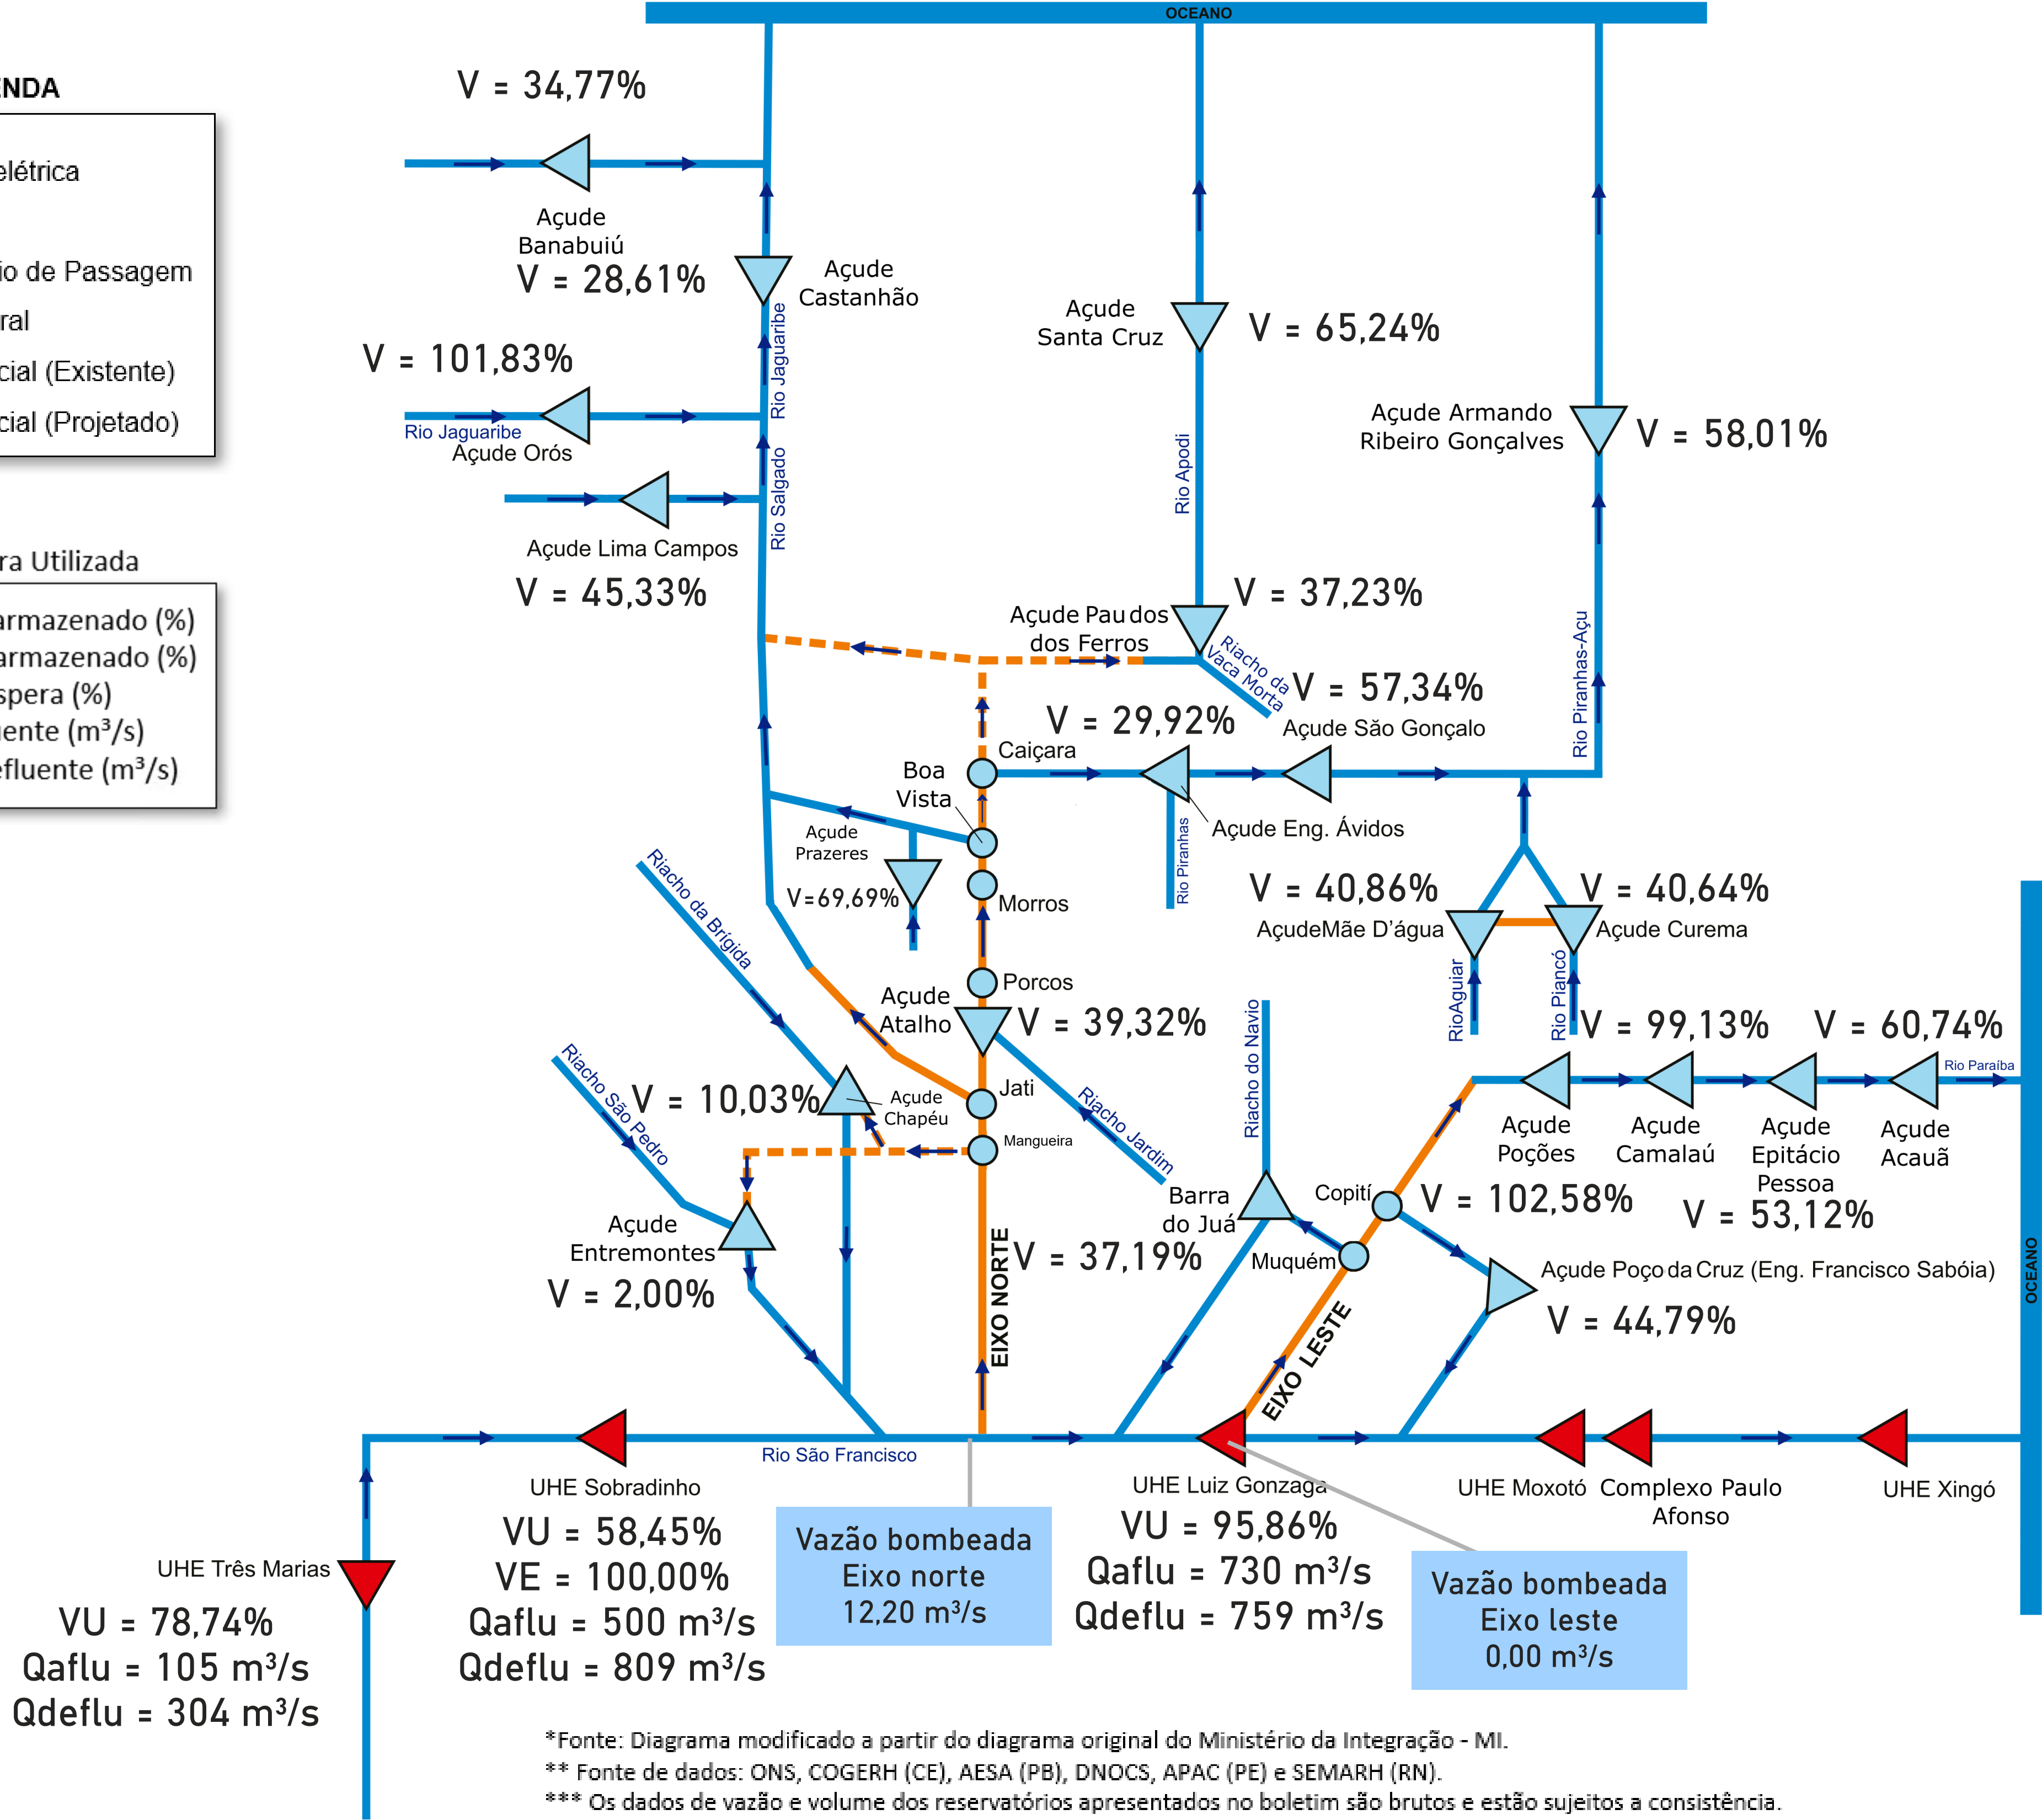 OCEANO
ENDA
elétrica
io de Passagem
ral
cial (Existente)
cial (Projetado)
ra Utilizada
armazenado (%)
armazenado (%)
spera (%)
uente (m³/s)
efluente (m³/s)
V = 34,77%
Açude
Banabuiú
V = 28,61%
Açude
Castanhão
Rio Jaguaribe
V = 101,83%
Rio Jaguaribe
Açude Orós
Rio Salgado
Açude Lima Campos
V = 45,33%
Açude
Santa Cruz
V = 65,24%
Rio Apodi
Açude Armando
Ribeiro Gonçalves
V = 58,01%
Rio Piranhas-Açu
V = 37,23%
Açude Pau dos
dos Ferros
Riacho da
Vaca Morta
V = 57,34%
Açude São Gonçalo
V = 29,92%
Caiçara
Boa
Vista
Açude Eng. Ávidos
Rio Piranhas
Açude
Prazeres
V=69,69%
Morros
Riacho da Brígida
V = 40,86%
AçudeMãe D'água
V = 40,64%
Açude Curema
RioAguiar
Rio Piancó
Porcos
Açude
Atalho
V = 39,32%
Riacho São Pedro
V = 10,03%
Açude
Chapéu
Jati
Mangueira
Riacho Jardim
Riacho do Navio
V = 99,13%
V = 60,74%
Rio Paraíba
Açude
Poções
Açude
Camalaú
Açude
Epitácio
Pessoa
Açude
Acauã
V = 102,58%
V = 53,12%
Barra
do Juá
Copití
Muquém
V = 37,19%
Açude
Entremontes
V = 2,00%
EIXO NORTE
EIXO LESTE
Açude Poço da Cruz (Eng. Francisco Sabóia)
V = 44,79%
OCEANO
Rio São Francisco
UHE Sobradinho
VU = 58,45%
VE = 100,00%
Qaflu = 500 m³/s
Qdeflu = 809 m³/s
UHE Três Marias
VU = 78,74%
Qaflu = 105 m³/s
Qdeflu = 304 m³/s
Vazão bombeada
Eixo norte
12,20 m³/s
UHE Luiz Gonzaga
VU = 95,86%
Qaflu = 730 m³/s
Qdeflu = 759 m³/s
Vazão bombeada
Eixo leste
0,00 m³/s
UHE Moxotó
Complexo Paulo
Afonso
UHE Xingó
*Fonte: Diagrama modificado a partir do diagrama original do Ministério da Integração - MI.
** Fonte de dados: ONS, COGERH (CE), AESA (PB), DNOCS, APAC (PE) e SEMARH (RN).
*** Os dados de vazão e volume dos reservatórios apresentados no boletim são brutos e estão sujeitos a consistência.